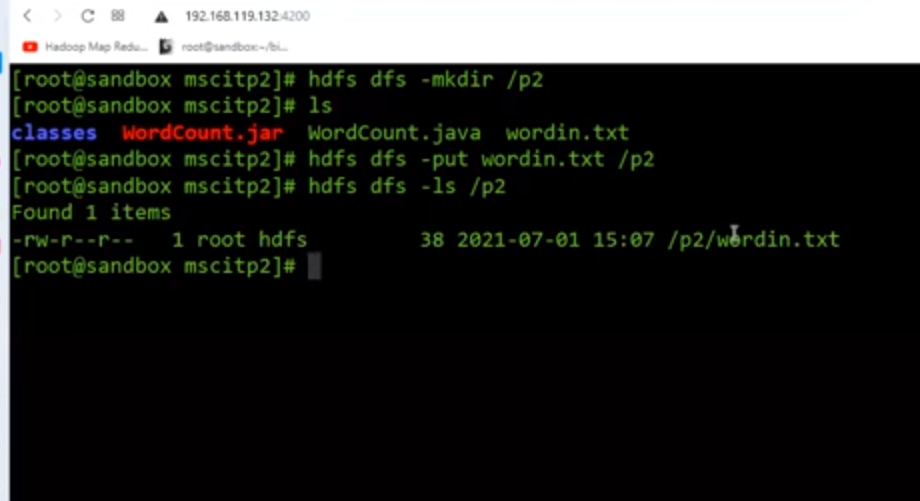 192.168.119.132:4200
Hadoop Map Redu... root@sandbox:~/bi...
[root@sandbox mscitp2]# hdfs dfs -mkdir /p2
[root@sandbox mscitp2]# ls
classes WordCount.jar WordCount.java wordin.txt
[root@sandbox mscitp2]# hdfs dfs -put wordin.txt /p2
[root@sandbox mscitp2]# hdfs dfs -ls /p2
Found 1 items
-rw-r--r-- 1 root hdfs 38 2021-07-01 15:07 /p2/wordin.txt
[root@sandbox mscitp2]#